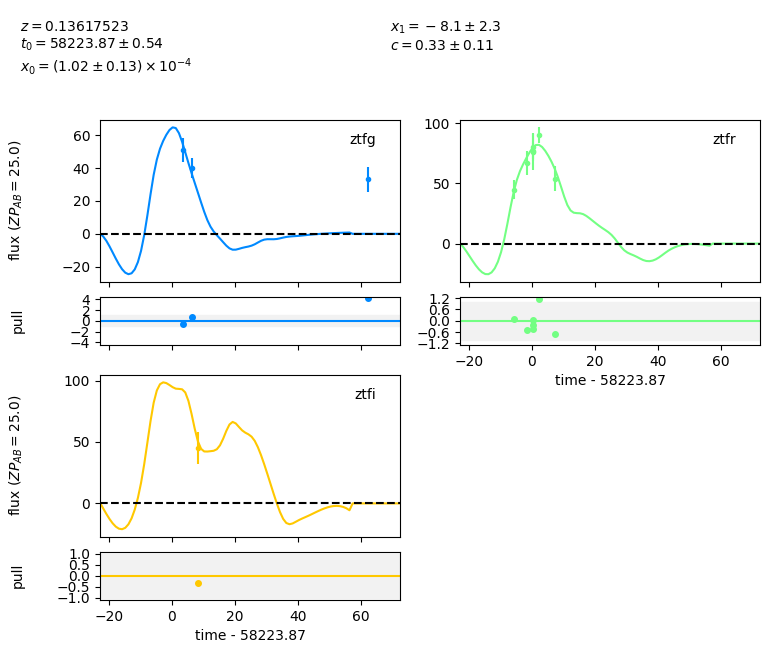 z = 0.13617523
t₀ = 58223.87 ± 0.54
x₀ = (1.02 ± 0.13) × 10⁻⁴
x₁ = −8.1 ± 2.3
c = 0.33 ± 0.11
flux (ZP_AB = 25.0)
ztfg
60
40
20
0
−20
ztfr
100
50
0
pull
4
2
0
−2
−4
1.2
0.6
0.0
−0.6
−1.2
−20 0 20 40 60
time - 58223.87
flux (ZP_AB = 25.0)
ztfi
100
50
0
pull
1.0
0.5
0.0
−0.5
−1.0
−20 0 20 40 60
time - 58223.87